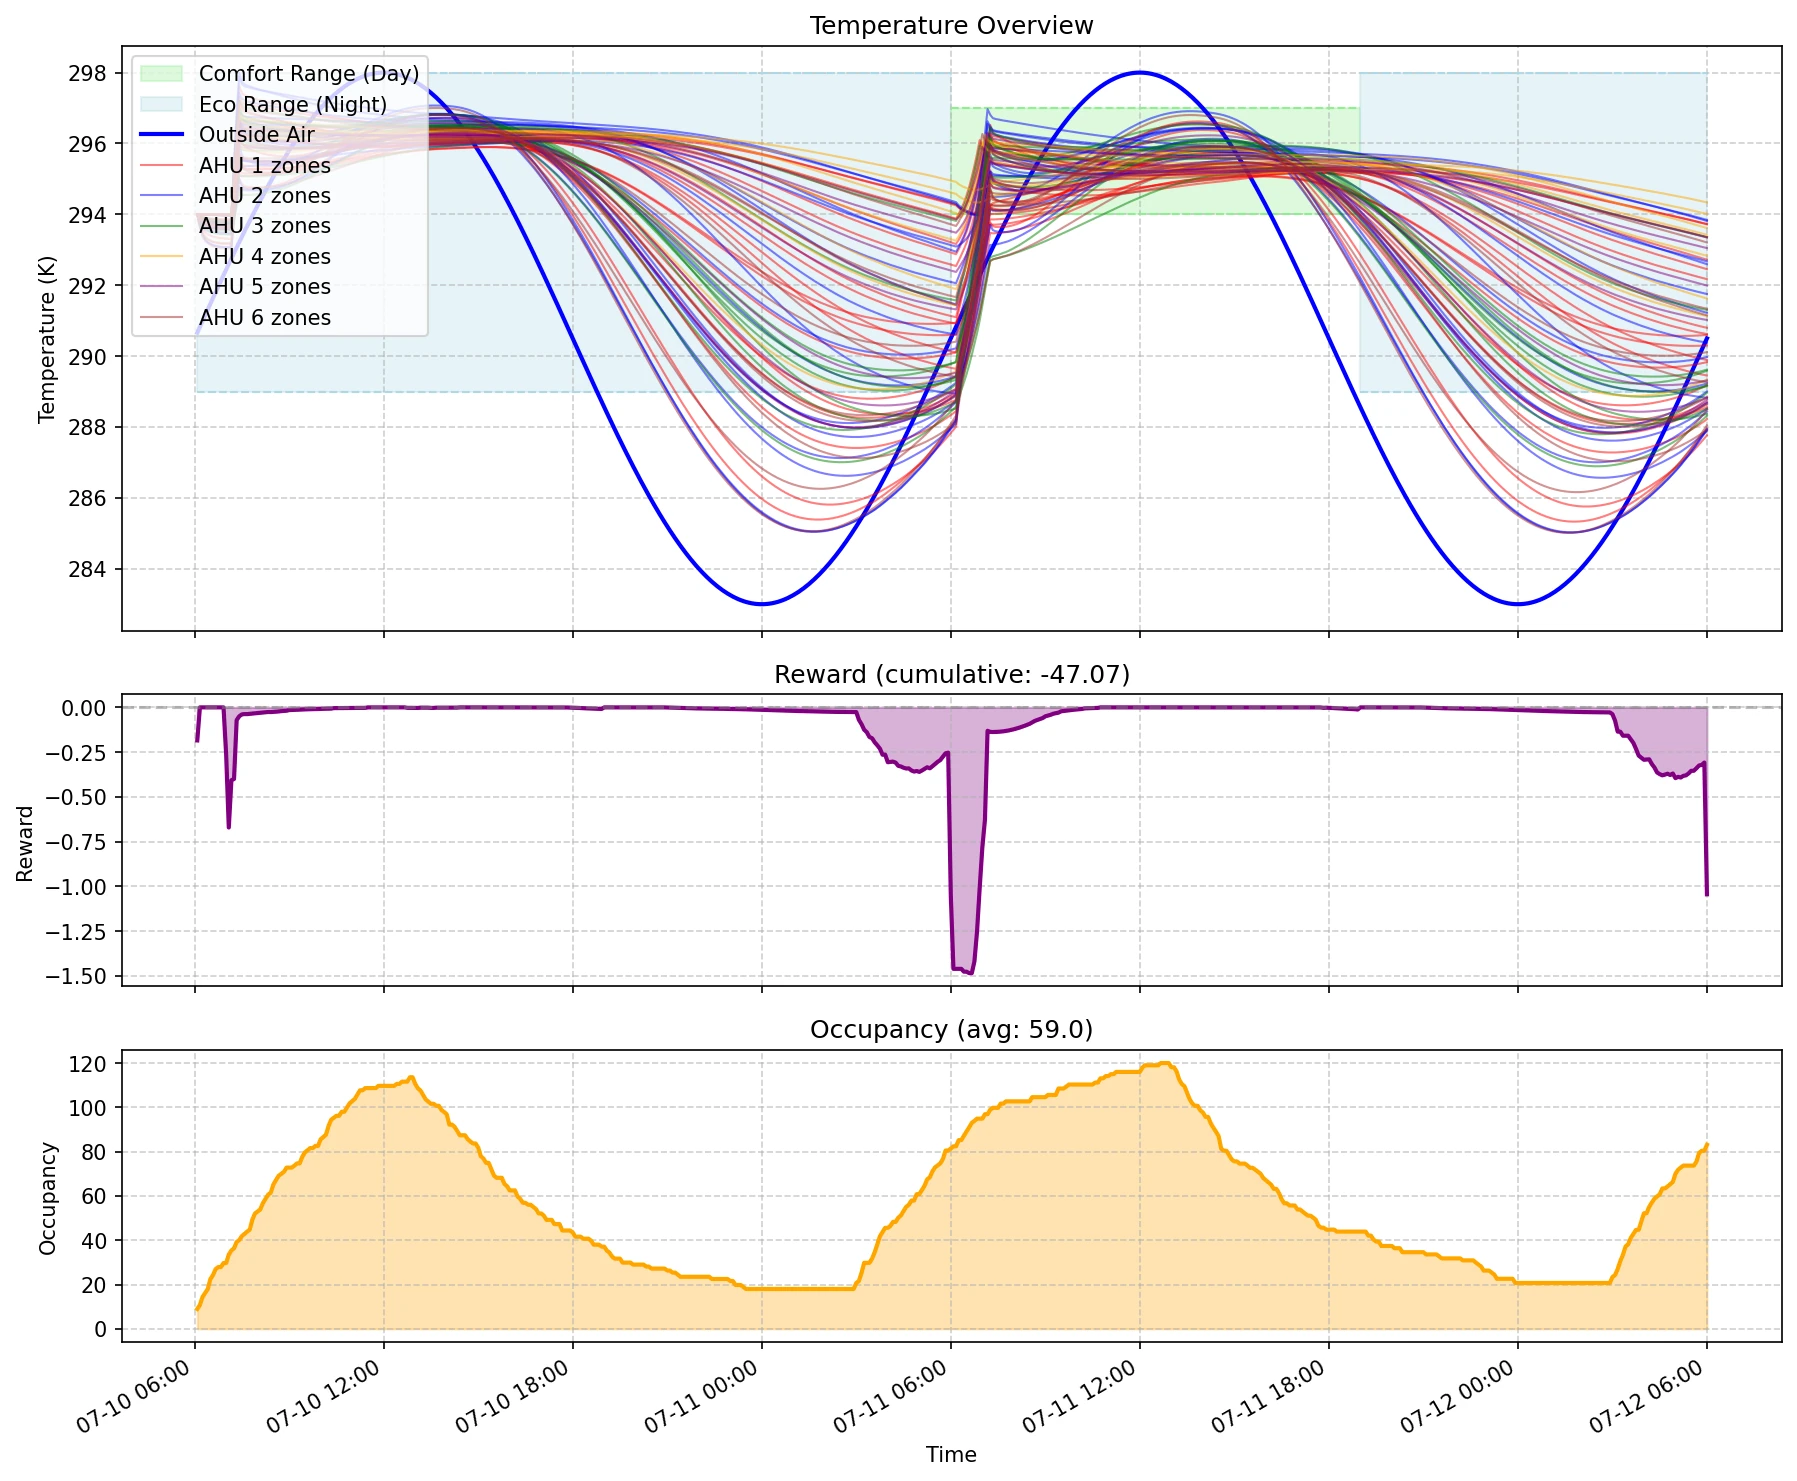 Temperature Overview
298
296
294
292
290
288
286
284
Temperature (K)
Comfort Range (Day)
Eco Range (Night)
Outside Air
AHU 1 zones
AHU 2 zones
AHU 3 zones
AHU 4 zones
AHU 5 zones
AHU 6 zones
Reward (cumulative: -47.07)
0.00
−0.25
−0.50
−0.75
−1.00
−1.25
−1.50
Reward
Occupancy (avg: 59.0)
120
100
80
60
40
20
0
Occupancy
07-10 06:00
07-10 12:00
07-10 18:00
07-11 00:00
07-11 06:00
07-11 12:00
07-11 18:00
07-12 00:00
07-12 06:00
Time